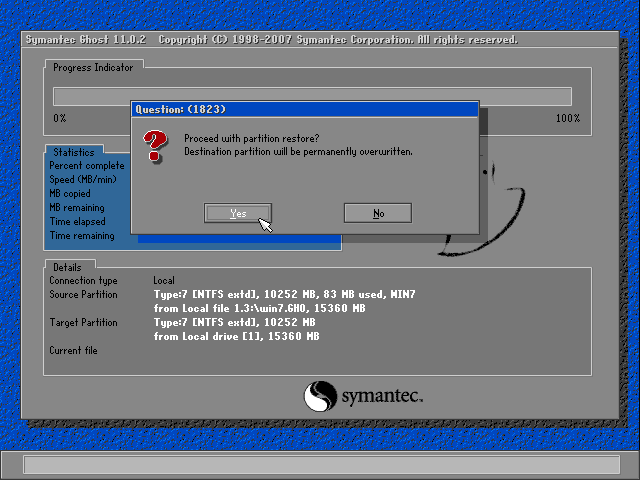 Symantec Ghost 11.0.2 Copyright (C) 1998-2007 Symantec Corporation. All rights reserved.
Progress Indicator
0%
100%
Question: (1823)
Proceed with partition restore?
Destination partition will be permanently overwritten.
Yes
No
Statistics
Percent complete
Speed (MB/min)
MB copied
MB remaining
Time elapsed
Time remaining
Details
Connection type Local
Source Partition Type:7 [NTFS extd], 10252 MB, 83 MB used, WIN7
from Local file 1.3:\win7.GHO, 15360 MB
Target Partition Type:7 [NTFS extd], 10252 MB
from Local drive [1], 15360 MB
Current file
symantec.